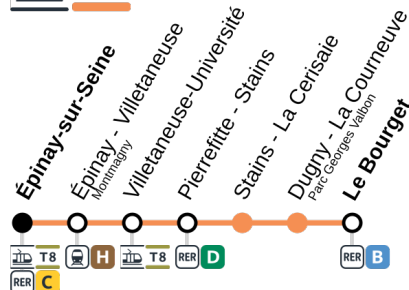 Épinay-sur-Seine
Épinay - Villetaneuse
Montmagny
Villetaneuse-Université
Pierrefitte - Stains
Stains - La Cerisaie
Dugny - La Courneuve
Parc Georges Valbon
Le Bourget
T8 H T8 RER D RER B
RER C